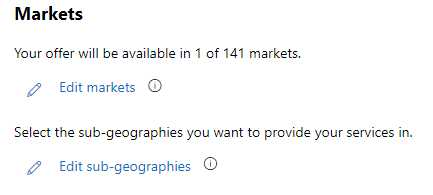 Markets
Your offer will be available in 1 of 141 markets.
Edit markets
Select the sub-geographies you want to provide your services in.
Edit sub-geographies